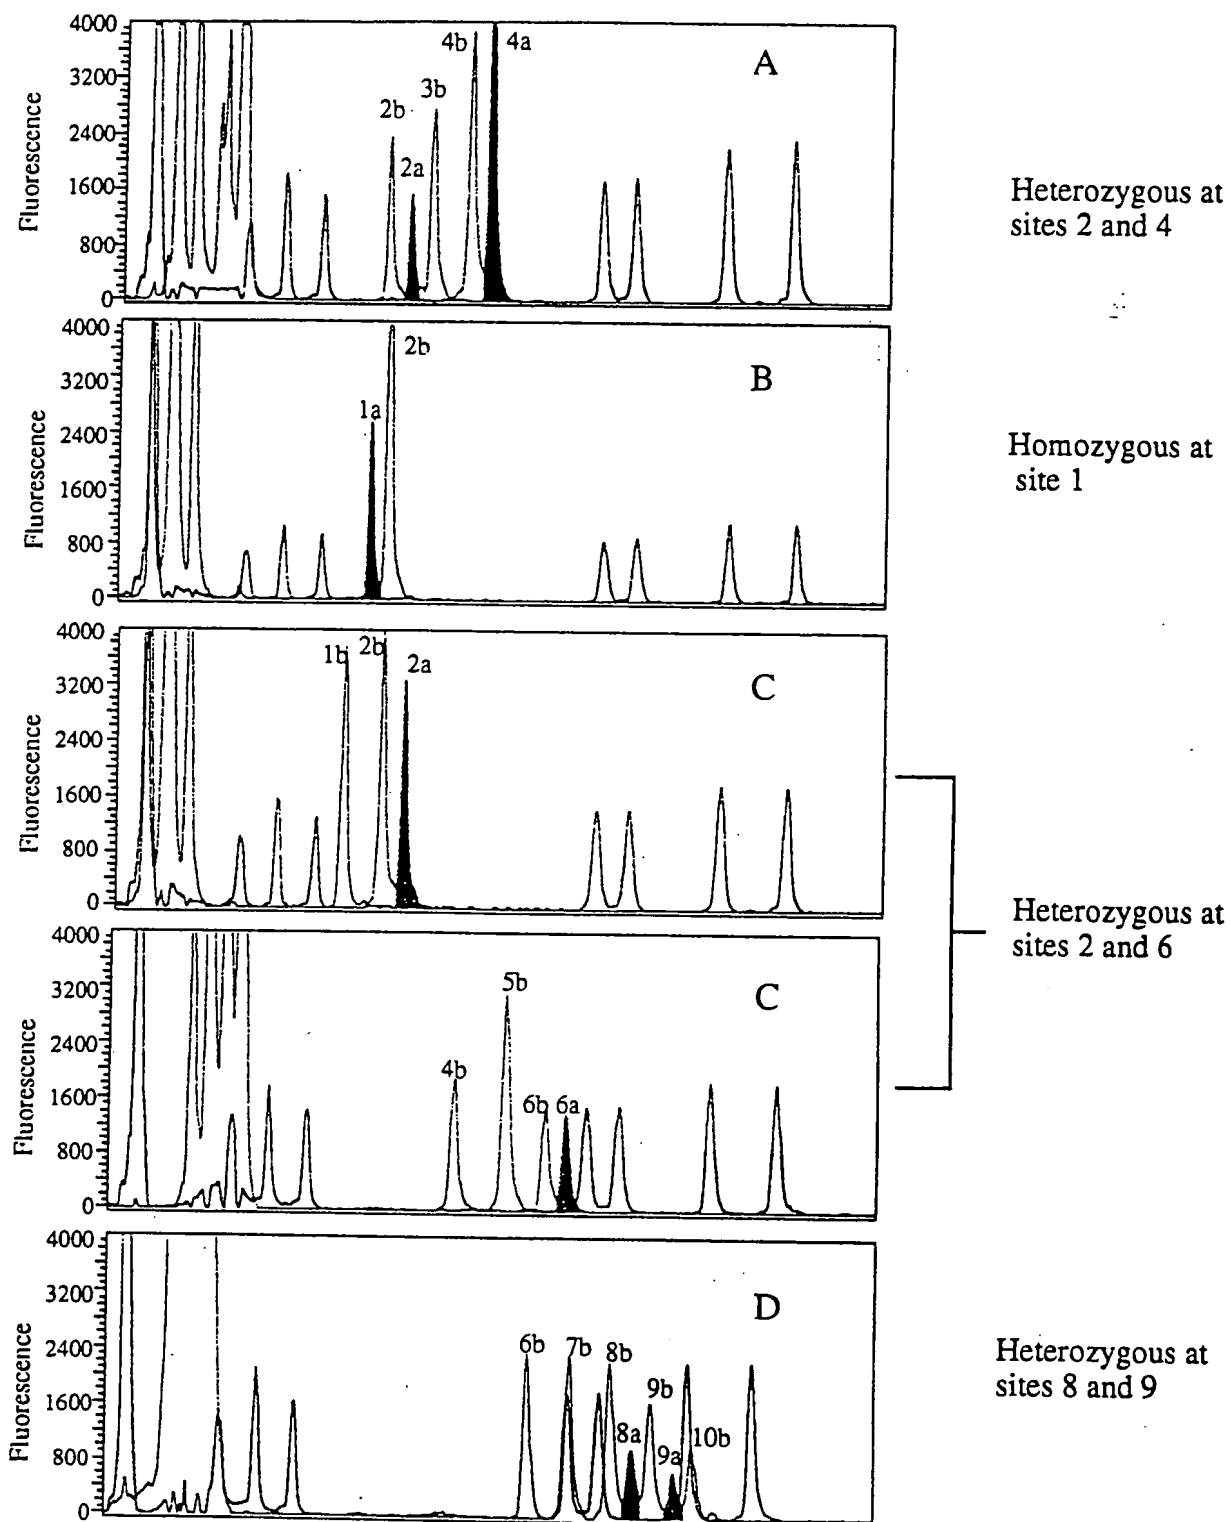 4000
3200
2400
1600
800
0
Fluorescence
2b
2a
3b
4b
4a
A
Heterozygous at
sites 2 and 4
4000
3200
2400
1600
800
0
Fluorescence
1a
2b
B
Homozygous at
site 1
4000
3200
2400
1600
800
0
Fluorescence
1b
2b
2a
C
Heterozygous at
sites 2 and 6
4000
3200
2400
1600
800
0
Fluorescence
4b
5b
6b
6a
C
4000
3200
2400
1600
800
0
Fluorescence
6b
7b
8b
8a
9b
9a
10b
D
Heterozygous at
sites 8 and 9